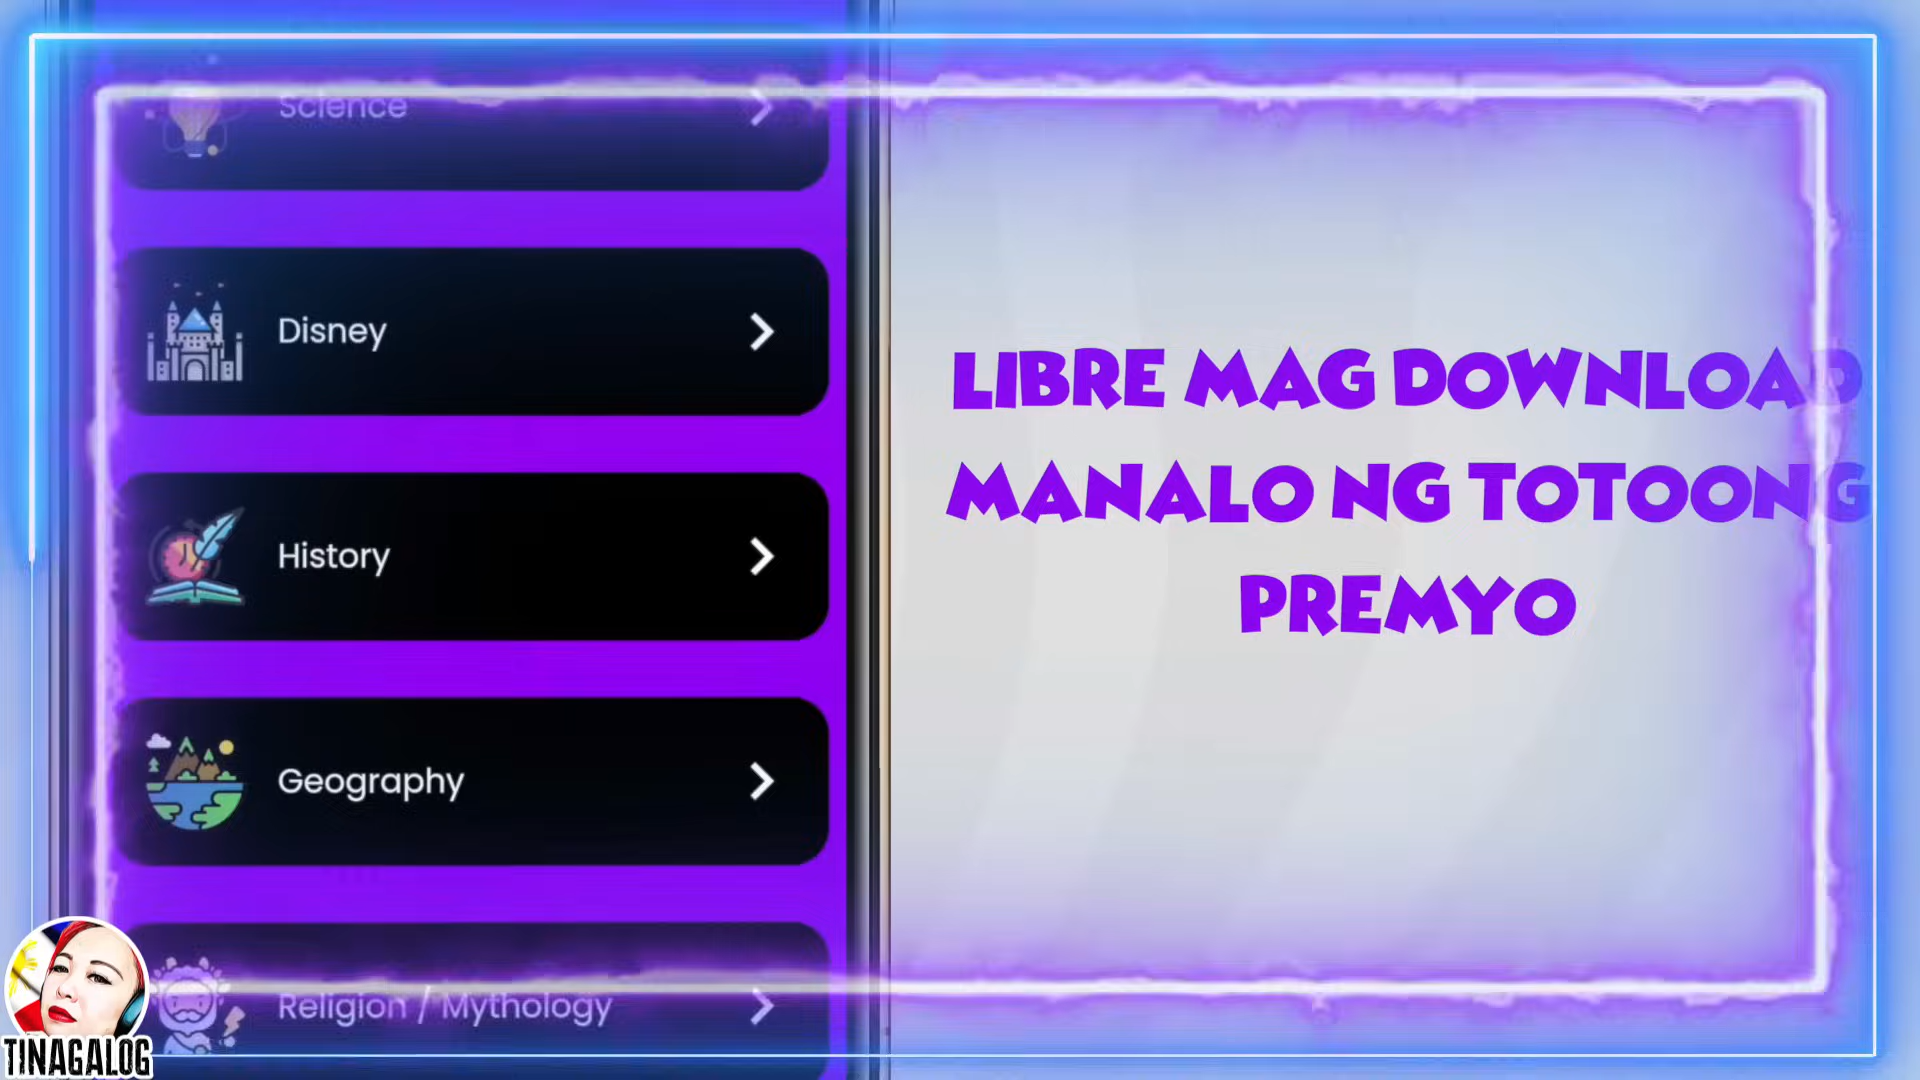 Science
Disney
History
Geography
Religion / Mythology
LIBRE MAG DOWNLOAD
MANALO NG TOTOONG
PREMYO
TINAGALOG